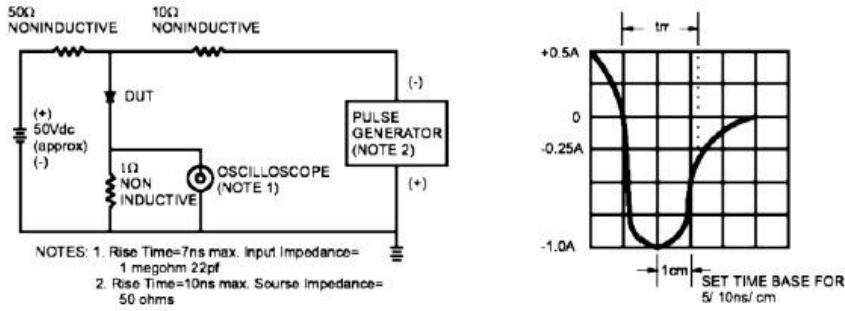 50Ω
NONINDUCTIVE
10Ω
NONINDUCTIVE
DUT
(+)
50Vdc
(approx)
(-)
1Ω
NON
INDUCTIVE
OSCILLOSCOPE
(NOTE 1)
(-)
PULSE
GENERATOR
(NOTE 2)
(+)
NOTES: 1. Rise Time=7ns max. Input Impedance=
1 megohm 22pf
2. Rise Time=10ns max. Sourse Impedance=
50 ohms
trr
+0.5A
0
-0.25A
-1.0A
1cm
SET TIME BASE FOR
5/ 10ns/ cm